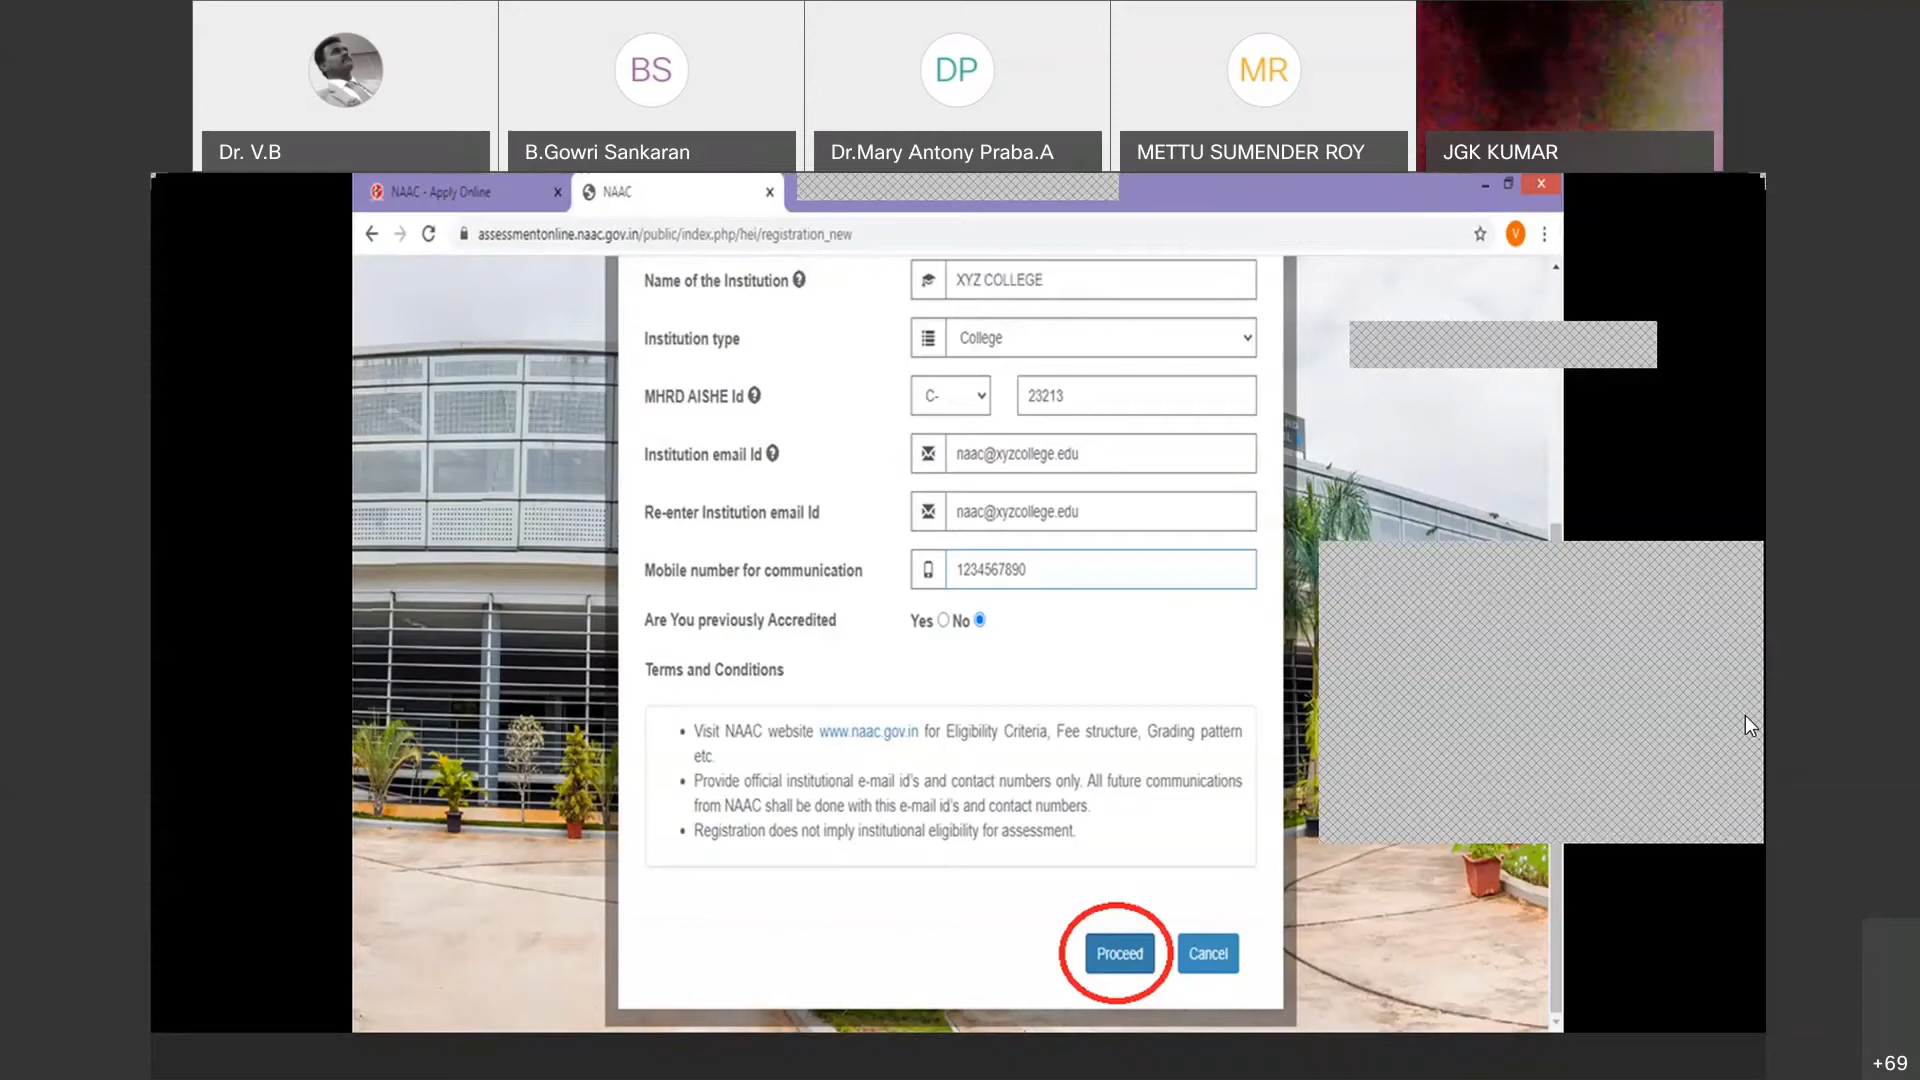 BS
DP
MR
Dr. V.B
B.Gowri Sankaran
Dr.Mary Antony Praba.A
METTU SUMENDER ROY
JGK KUMAR
NAAC - Apply Online
NAAC
assessmentonline.naac.gov.in/public/index.php/hei/registration_new
V
Name of the Institution
XYZ COLLEGE
Institution type
College
MHRD AISHE Id
C-
23213
Institution email Id
naac@xyzcollege.edu
Re-enter Institution email Id
naac@xyzcollege.edu
Mobile number for communication
1234567890
Are You previously Accredited
Yes No
Terms and Conditions
• Visit NAAC website www.naac.gov.in for Eligibility Criteria, Fee structure, Grading pattern
etc.
• Provide official institutional e-mail id's and contact numbers only. All future communications
from NAAC shall be done with this e-mail id's and contact numbers.
• Registration does not imply institutional eligibility for assessment.
Proceed
Cancel
+69